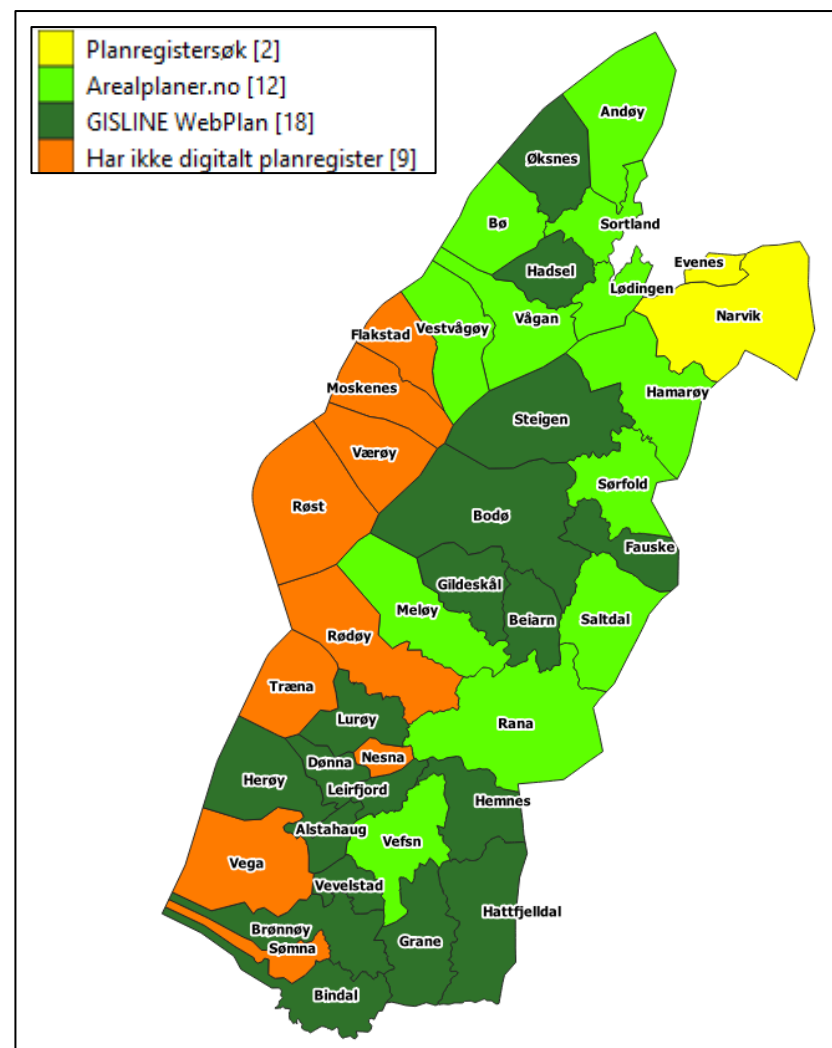 Planregistersøk [2]
Arealplaner.no [12]
GISLINE WebPlan [18]
Har ikke digitalt planregister [9]
Andøy
Øksnes
Bø
Sortland
Evenes
Hadsel
Lødingen
Narvik
Vågan
Vestvågøy
Flakstad
Moskenes
Hamarøy
Steigen
Værøy
Sørfold
Røst
Bodø
Fauske
Gildeskål
Meløy
Beiarn
Saltdal
Rødøy
Træna
Lurøy
Rana
Nesna
Dønna
Herøy
Leirfjord
Hemnes
Alstahaug
Vefsn
Vega
Vevelstad
Hattfjelldal
Brønnøy
Grane
Sømna
Bindal